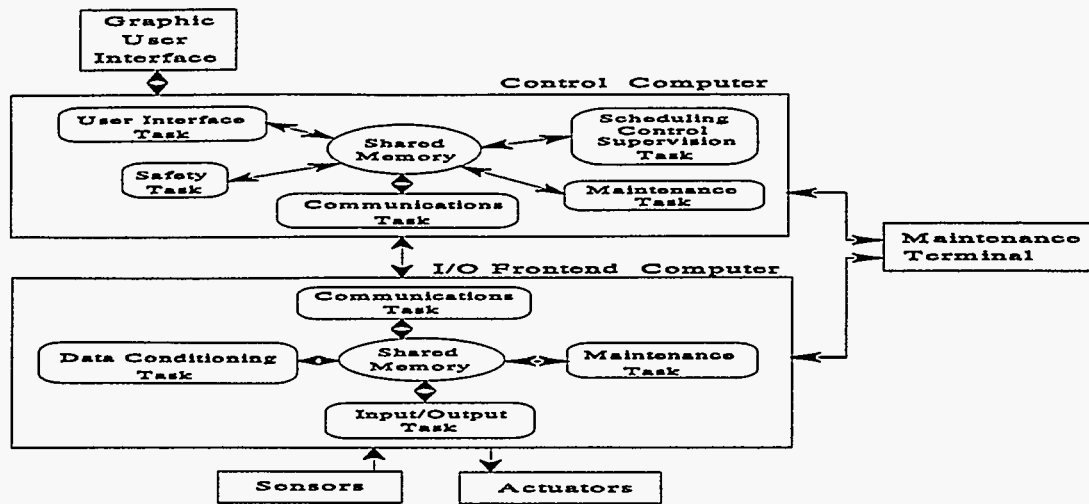 Graphic
User
Interface
Control Computer
User Interface
Task
Scheduling
Control
Supervision
Task
Shared
Memory
Safety
Task
Maintenance
Task
Communications
Task
Maintenance
Terminal
I/O Frontend Computer
Communications
Task
Data Conditioning
Task
Shared
Memory
Maintenance
Task
Input/Output
Task
Sensors
Actuators